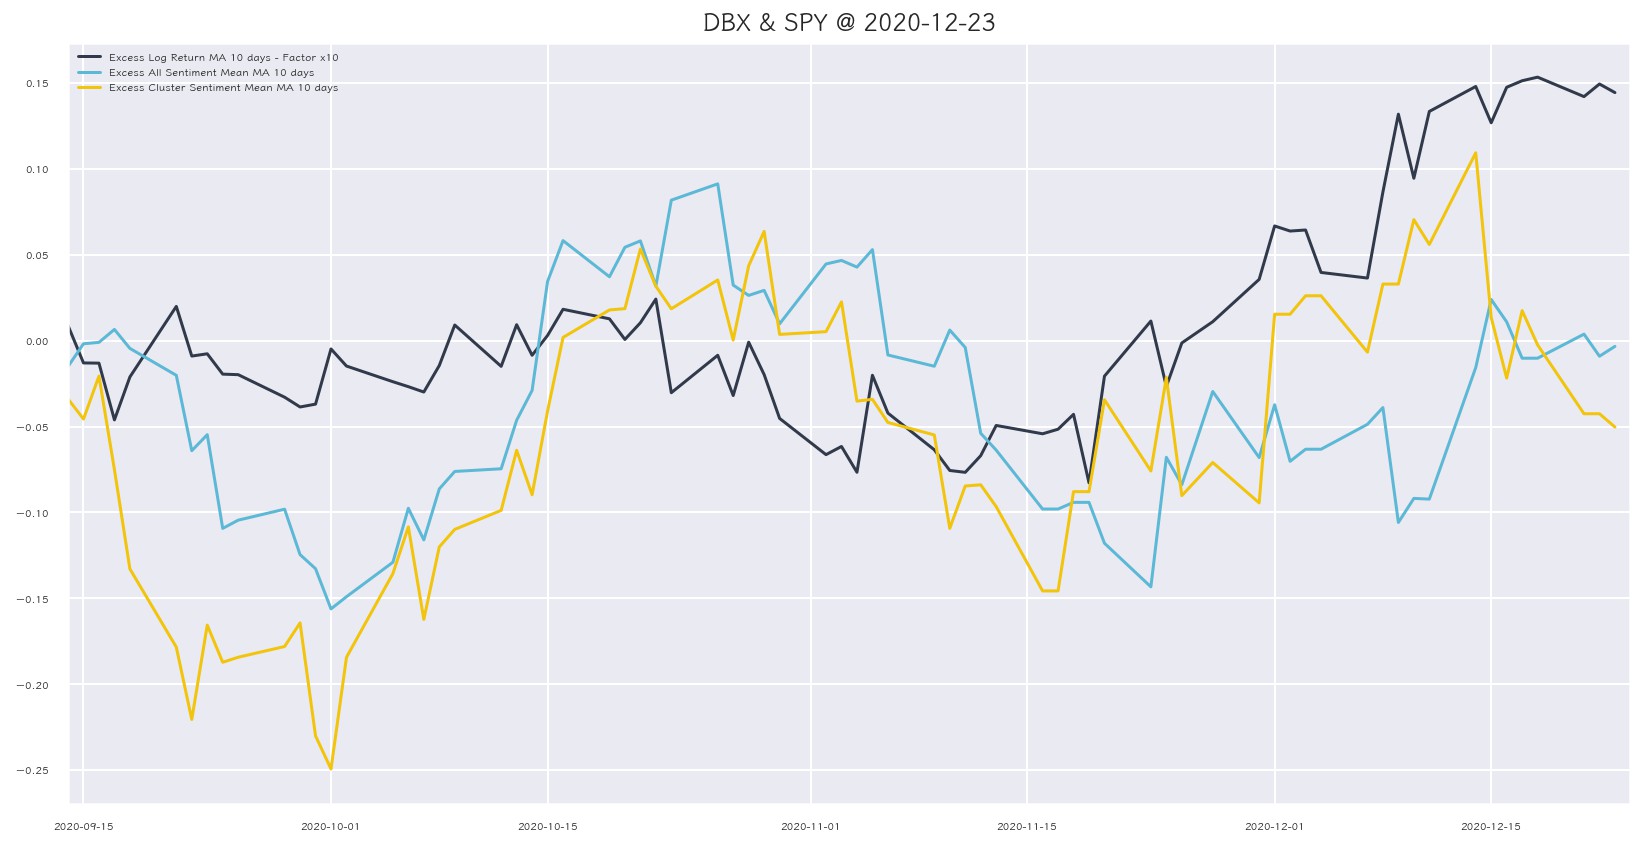 DBX & SPY @ 2020-12-23
Excess Log Return MA 10 days - Factor x10
Excess All Sentiment Mean MA 10 days
Excess Cluster Sentiment Mean MA 10 days
0.15
0.10
0.05
0.00
−0.05
−0.10
−0.15
−0.20
−0.25
2020-09-15 2020-10-01 2020-10-15 2020-11-01 2020-11-15 2020-12-01 2020-12-15